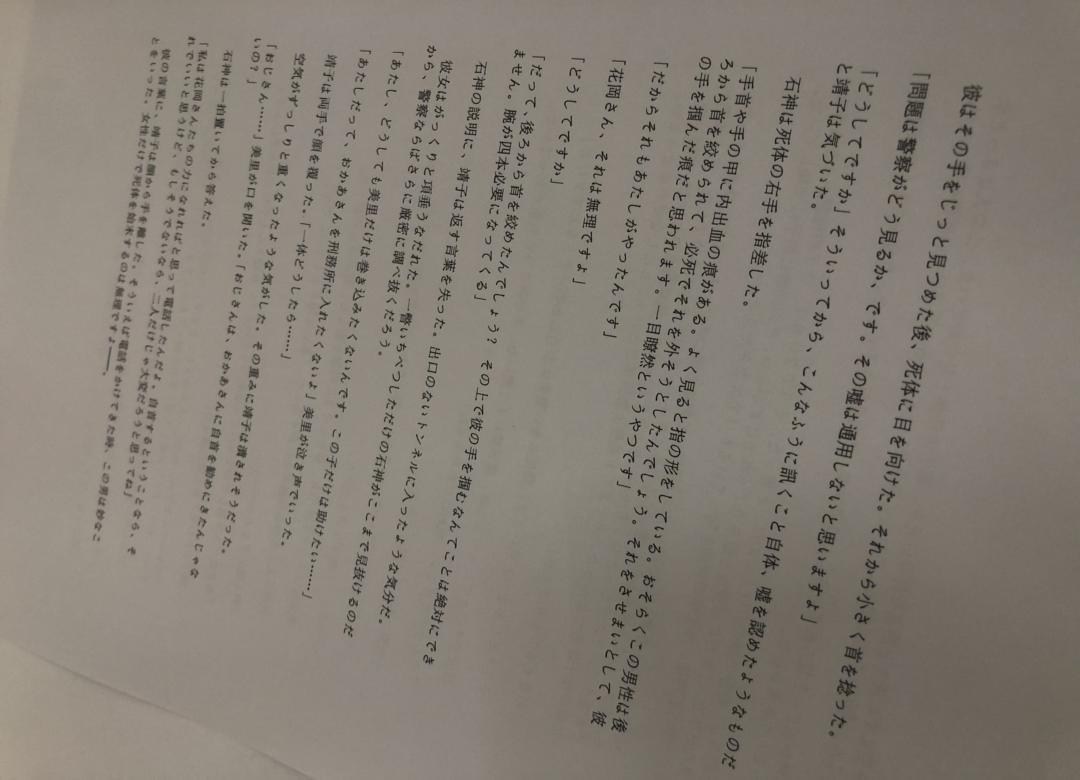 彼はその手をじっと見つめた後、死体に目を向けた。それから小さく首を捻った。
「問題は警察がどう見るか、です。その嘘は通用しないと思いますよ」
「どうしてですか」そういってから、こんなふうに訊くこと自体、嘘を認めたようなものだ
と靖子は気づいた。
石神は死体の右手を指差した。
「手首や手の甲に内出血の痕がある。よく見ると指の形をしている。おそらくこの男性は後
ろから首を絞められて、必死でそれを外そうとしたんでしょう。それをさせまいとして、彼
の手を掴んだ痕だと思われます。一目瞭然というやつです」
「だからそれもあたしがやったんです」
「花岡さん、それは無理ですよ」
「どうしてですか」
「だって、後ろから首を絞めたんでしょう? その上で彼の手を掴むなんてことは絶対にでき
ません。腕が四本必要になってくる」
石神の説明に、靖子は返す言葉を失った。出口のないトンネルに入ったような気分だ。
彼女はがっくりと項垂うなだれた。一瞥いちべつしただけの石神がここまで見抜けるのだ
から、警察ならばさらに厳密に調べ抜くだろう。
「あたし、どうしても美里だけは巻き込みたくないんです。この子だけは助けたい……」
「あたしだって、おかあさんを刑務所に入れたくないよ」美里が泣き声でいった。
靖子は両手で顔を覆った。「一体どうしたら……」
空気がずっしりと重くなったような気がした。その重みに靖子は潰されそうだった。
「おじさん……」美里が口を開いた。「おじさんは、おかあさんに自首を勧めにきたんじゃな
いの?」
石神は一拍置いてから答えた。
「私は花岡さんたちの力になれればと思って電話したんだよ。自首するということなら、そ
れでいいと思うけど、もしそうでないなら、二人だけじゃ大変だろうと思ってね」
彼の言葉に、靖子は顔から手を離した。そういえば電話をかけてきた時、この男は妙なこ
とをいった。女性だけで死体を始末するのは無理ですよ――。